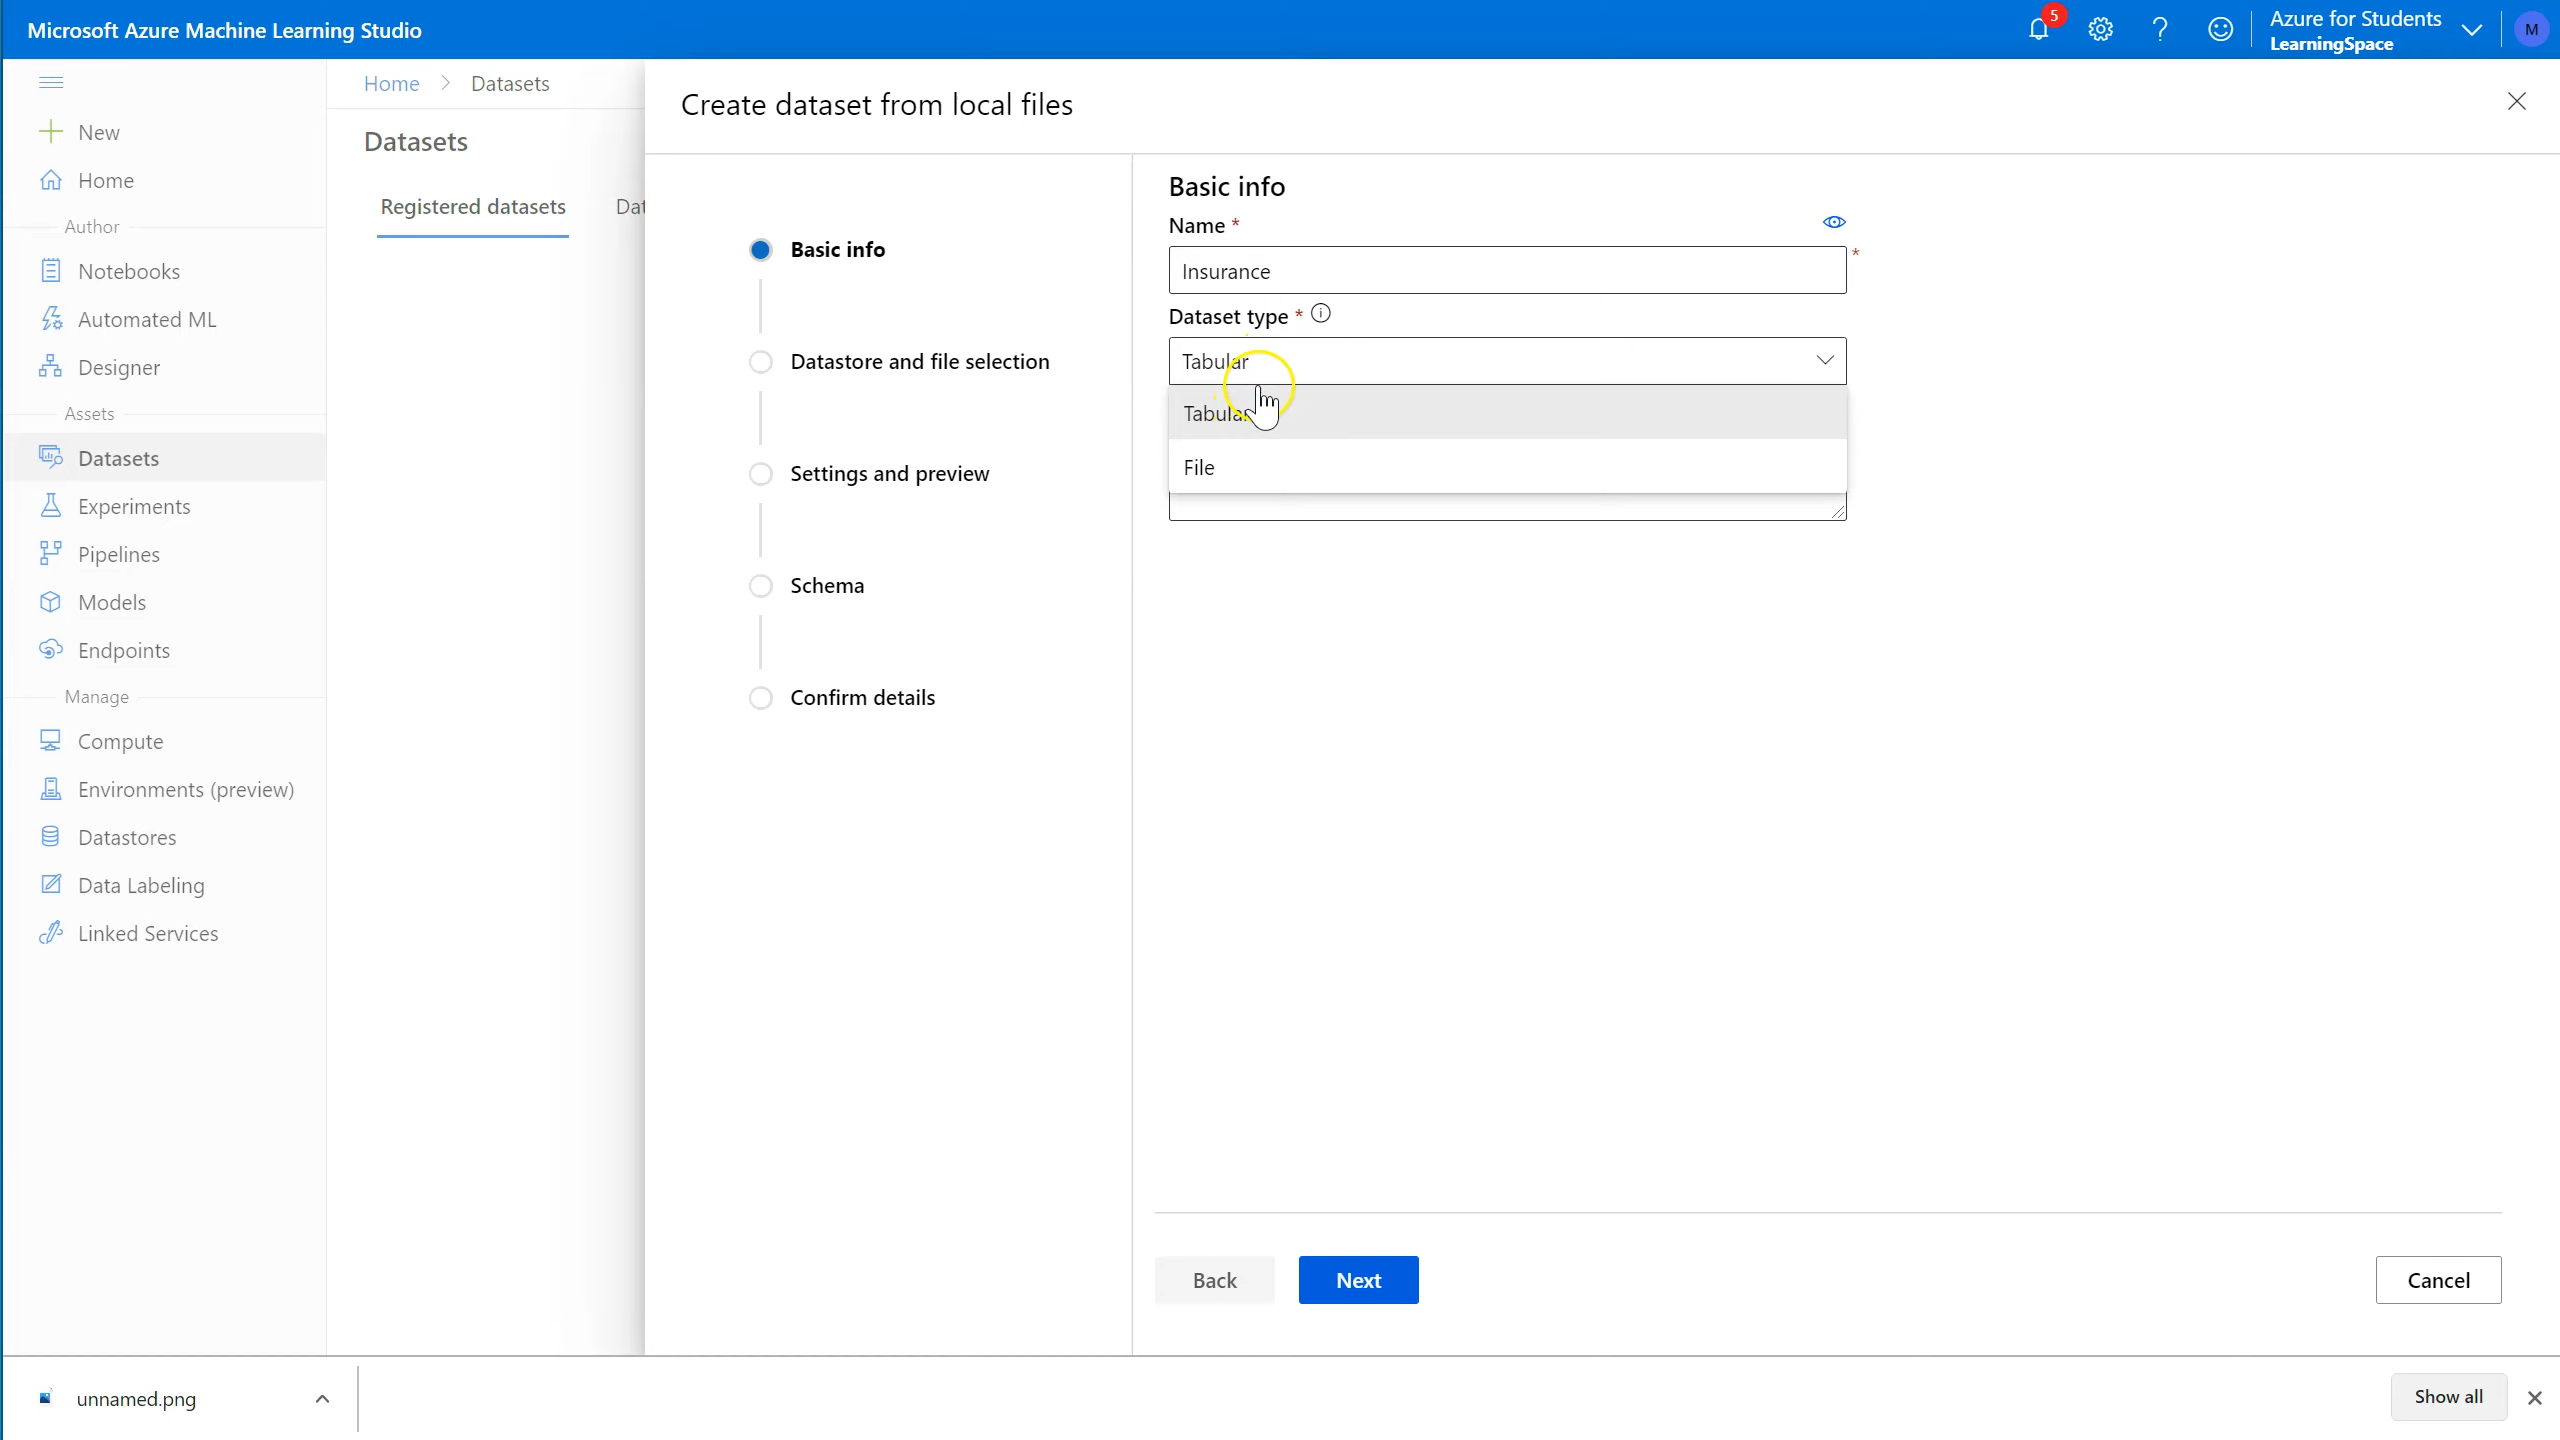 Microsoft Azure Machine Learning Studio
5
Azure for Students
LearningSpace
M
New
Home
Author
Notebooks
Automated ML
Designer
Assets
Datasets
Experiments
Pipelines
Models
Endpoints
Manage
Compute
Environments (preview)
Datastores
Data Labeling
Linked Services
Home > Datasets
Datasets
Registered datasets
Dat
Create dataset from local files
Basic info
Datastore and file selection
Settings and preview
Schema
Confirm details
Basic info
Name *
Insurance *
Dataset type *
Tabular
Tabular
File
Back
Next
Cancel
unnamed.png
Show all